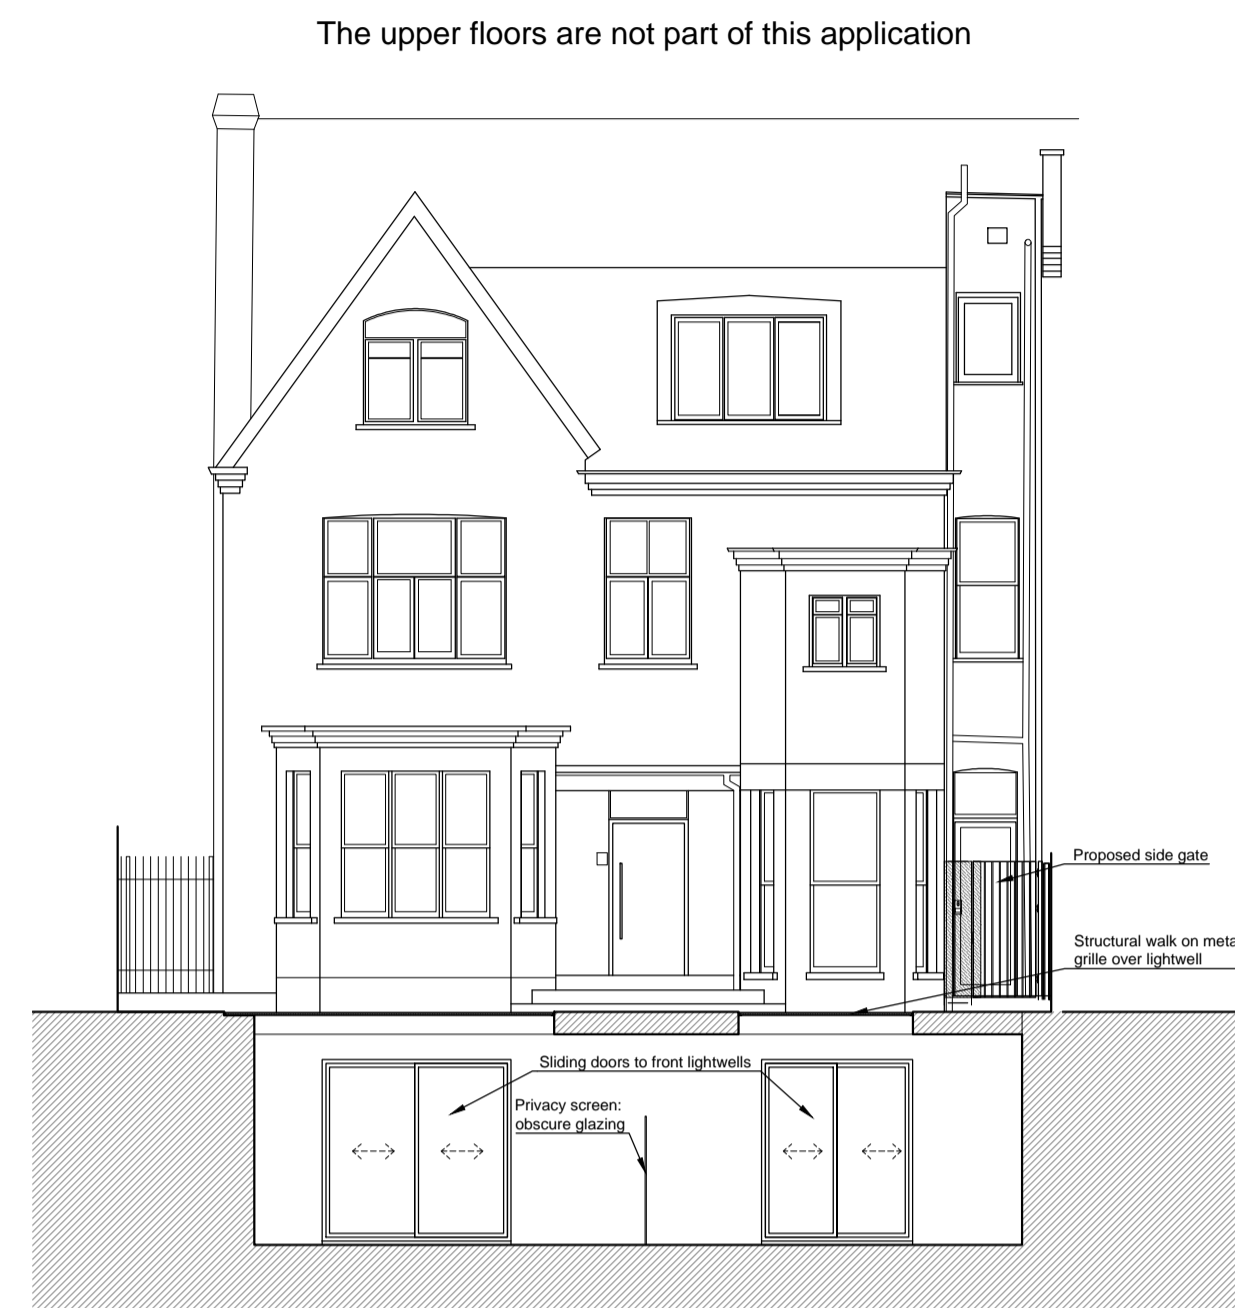 The upper floors are not part of this application
Proposed side gate
Structural walk on meta
grille over lightwell
Sliding doors to front lightwells
Privacy screen:
obscure glazing